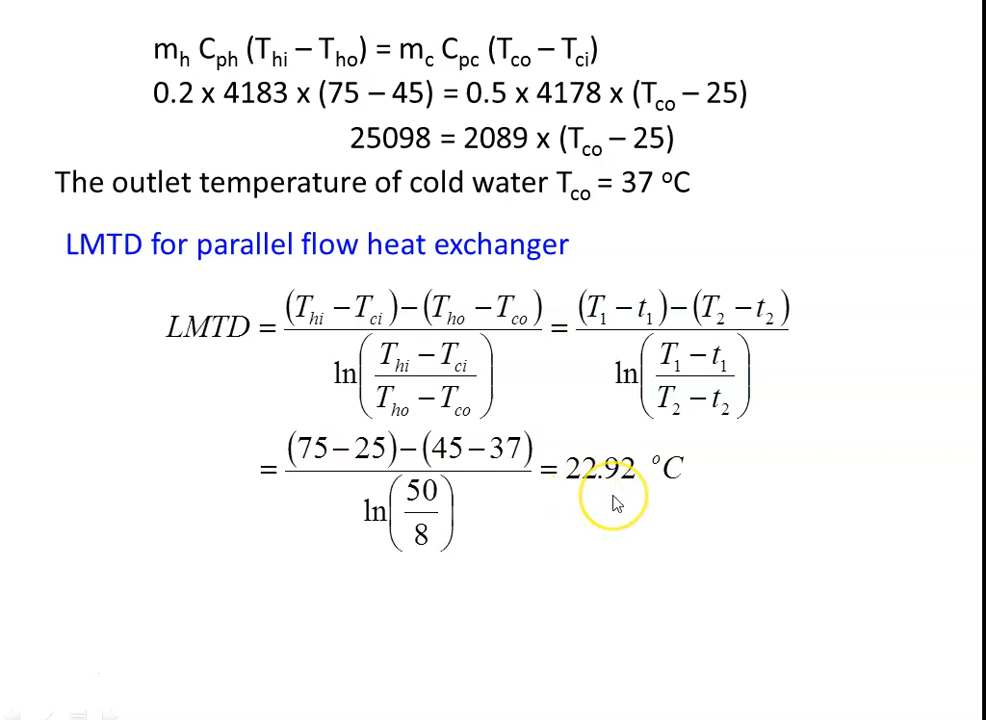 m_h C_ph (T_hi – T_ho) = m_c C_pc (T_co – T_ci)
0.2 x 4183 x (75 – 45) = 0.5 x 4178 x (T_co – 25)
25098 = 2089 x (T_co – 25)
The outlet temperature of cold water T_co = 37 °C
LMTD for parallel flow heat exchanger
LMTD = ((T_hi − T_ci) − (T_ho − T_co)) / ln((T_hi − T_ci) / (T_ho − T_co)) = ((T_1 − t_1) − (T_2 − t_2)) / ln((T_1 − t_1) / (T_2 − t_2))
= ((75 − 25) − (45 − 37)) / ln(50 / 8) = 22.92 °C